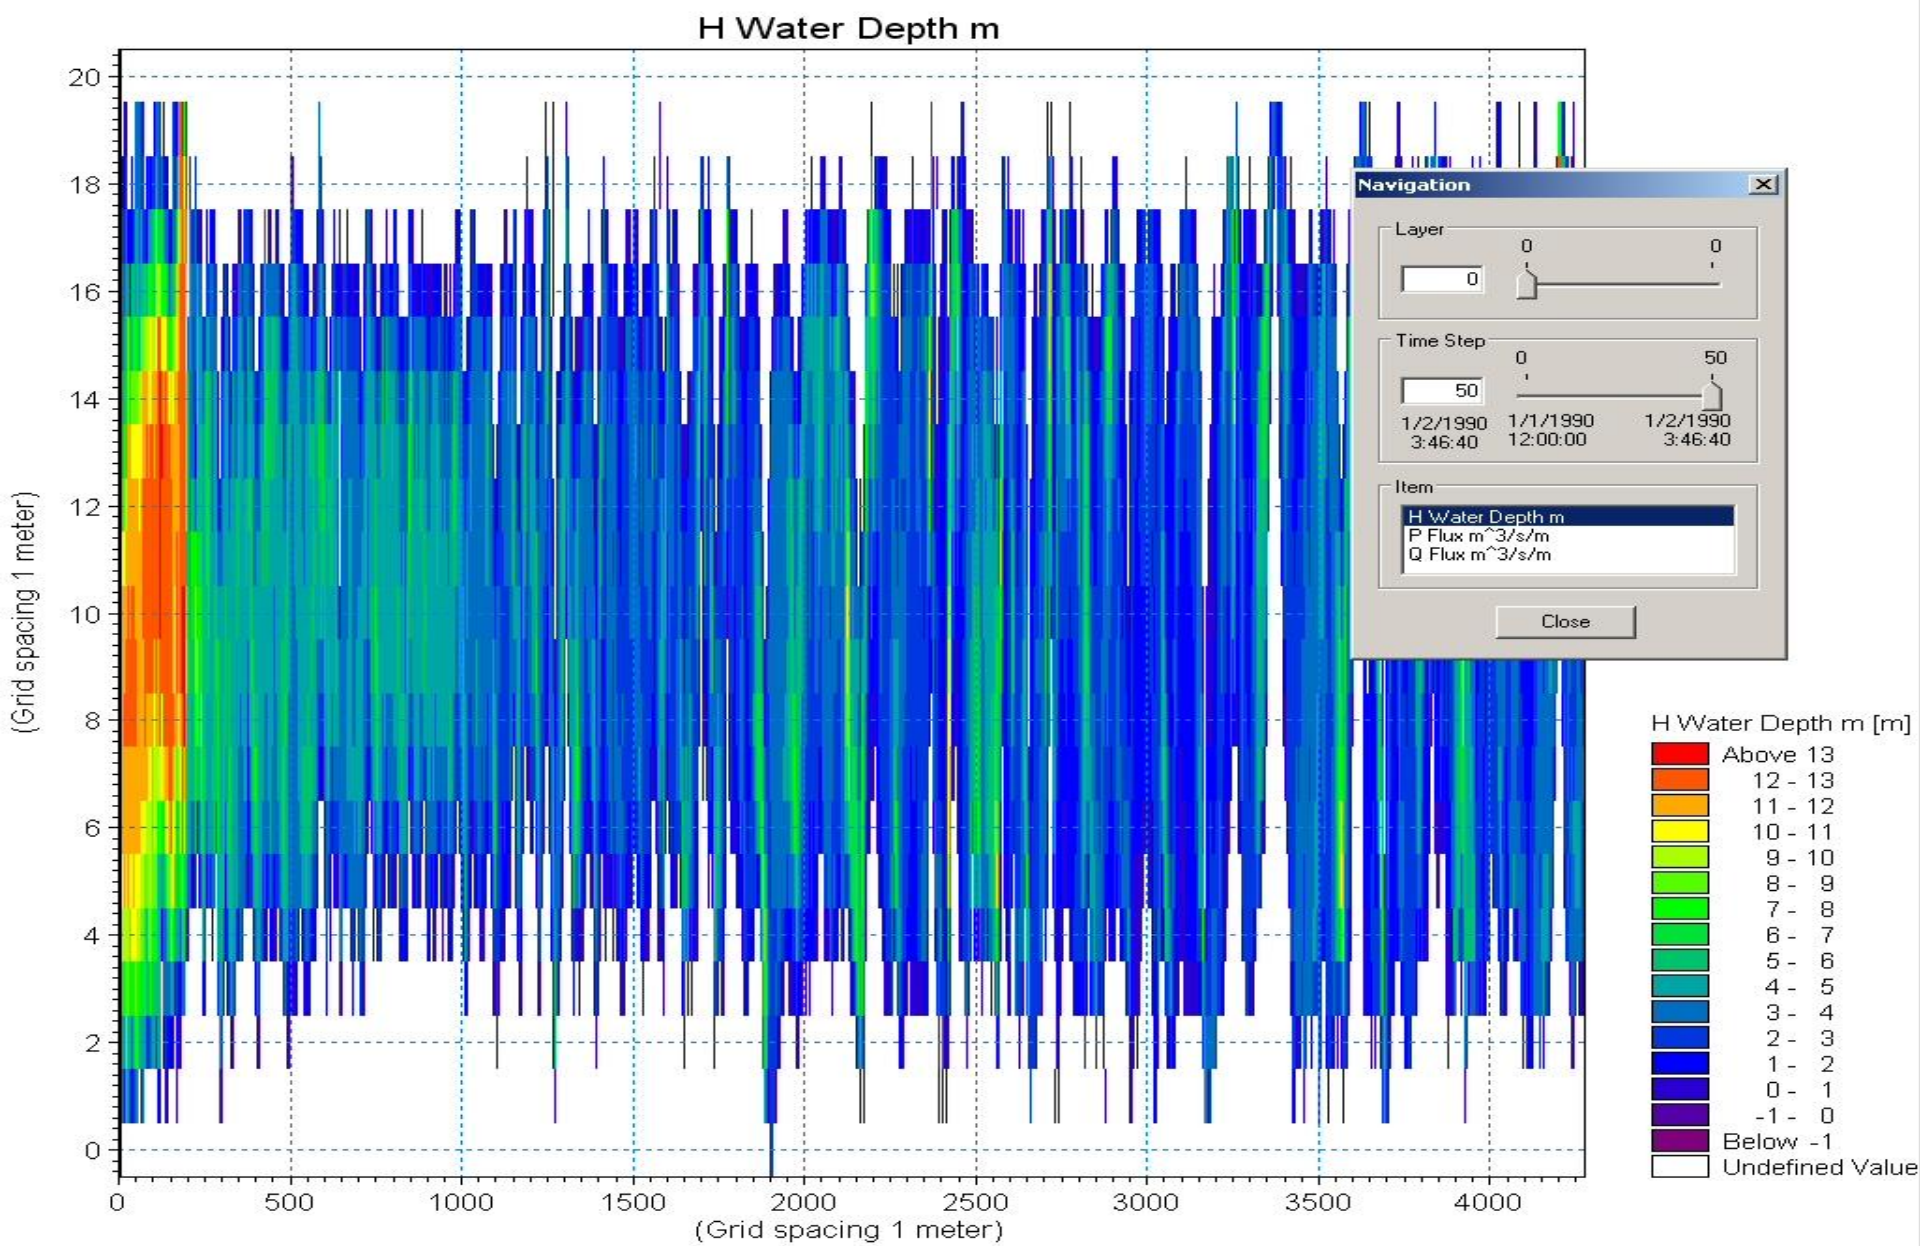 H Water Depth m
20
18
16
14
12
10
8
6
4
2
0
(Grid spacing 1 meter)
0
500
1000
1500
2000
2500
3000
3500
4000
(Grid spacing 1 meter)
Navigation
Layer
0 0
0
Time Step
0 50
50
1/2/1990 1/1/1990 1/2/1990
3:46:40 12:00:00 3:46:40
Item
H Water Depth m
P Flux m^3/s/m
Q Flux m^3/s/m
Close
H Water Depth m [m]
Above 13
12 - 13
11 - 12
10 - 11
9 - 10
8 - 9
7 - 8
6 - 7
5 - 6
4 - 5
3 - 4
2 - 3
1 - 2
0 - 1
-1 - 0
Below -1
Undefined Value